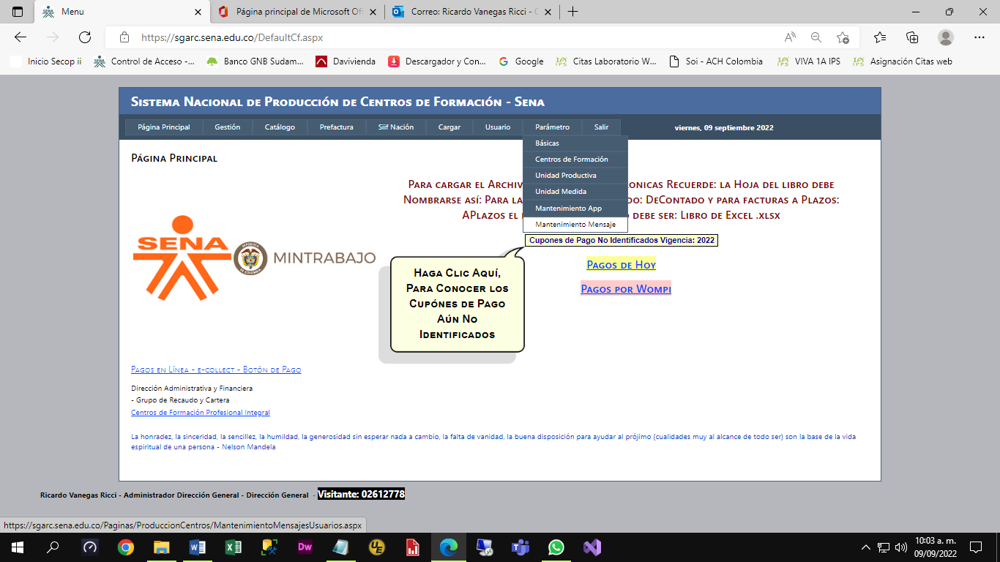 Menu
Página principal de Microsoft Of
Correo: Ricardo Vanegas Ricci - 
https://sgarc.sena.edu.co/DefaultCf.aspx
Inicio Secop ii
Control de Acceso -...
Banco GNB Sudam...
Davivienda
Descargador y Con...
Google
Citas Laboratorio W...
Soi - ACH Colombia
VIVA 1A IPS
Asignación Citas web
Sistema Nacional de Producción de Centros de Formación - Sena
Página Principal
Gestión
Catálogo
Prefactura
Siif Nación
Cargar
Usuario
Parámetro
Salir
viernes, 09 septiembre 2022
Básicas
Centros de Formación
Unidad Productiva
Unidad Medida
Mantenimiento App
Mantenimiento Mensaje
Página Principal
Para cargar el Archiv onicas Recuerde: la Hoja del libro debe
Nombrarse así: Para la do: DeContado y para facturas a Plazos:
APlazos el debe ser: Libro de Excel .xlsx
Cupones de Pago No Identificados Vigencia: 2022
SENA
REPÚBLICA
DE COLOMBIA
MINTRABAJO
Haga Clic Aquí,
Para Conocer los
Cupónes de Pago
Aún No
Identificados
Pagos de Hoy
Pagos por Wompi
Pagos en Línea - e-collect - Botón de Pago
Dirección Administrativa y Financiera
- Grupo de Recaudo y Cartera
Centros de Formación Profesional Integral
La honradez, la sinceridad, la sencillez, la humildad, la generosidad sin esperar nada a cambio, la falta de vanidad, la buena disposición para ayudar al prójimo (cualidades muy al alcance de todo ser) son la base de la vida
espiritual de una persona - Nelson Mandela
Ricardo Vanegas Ricci - Administrador Dirección General - Dirección General - Visitante: 02612778
https://sgarc.sena.edu.co/Paginas/ProduccionCentros/MantenimientoMensajesUsuarios.aspx
Dw
10:03 a. m.
09/09/2022